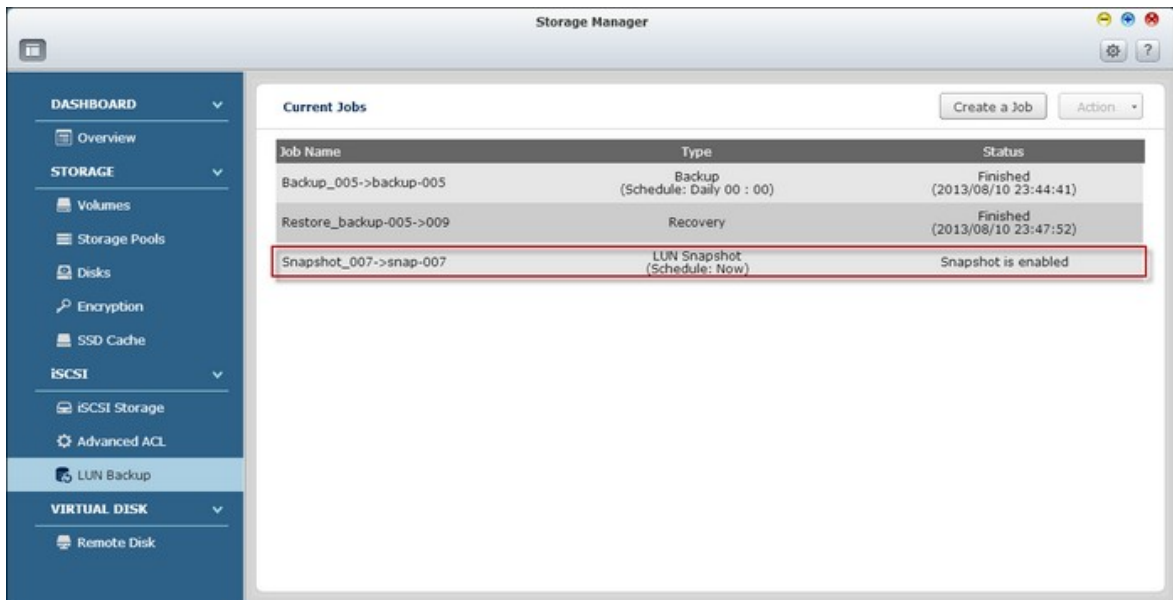 Storage Manager
?
DASHBOARD
Overview
STORAGE
Volumes
Storage Pools
Disks
Encryption
SSD Cache
iSCSI
iSCSI Storage
Advanced ACL
LUN Backup
VIRTUAL DISK
Remote Disk
Current Jobs
Create a Job
Action
Job Name Type Status
Backup_005->backup-005 Backup Finished
(Schedule: Daily 00 : 00) (2013/08/10 23:44:41)
Restore_backup-005->009 Recovery Finished
(2013/08/10 23:47:52)
Snapshot_007->snap-007 LUN Snapshot Snapshot is enabled
(Schedule: Now)